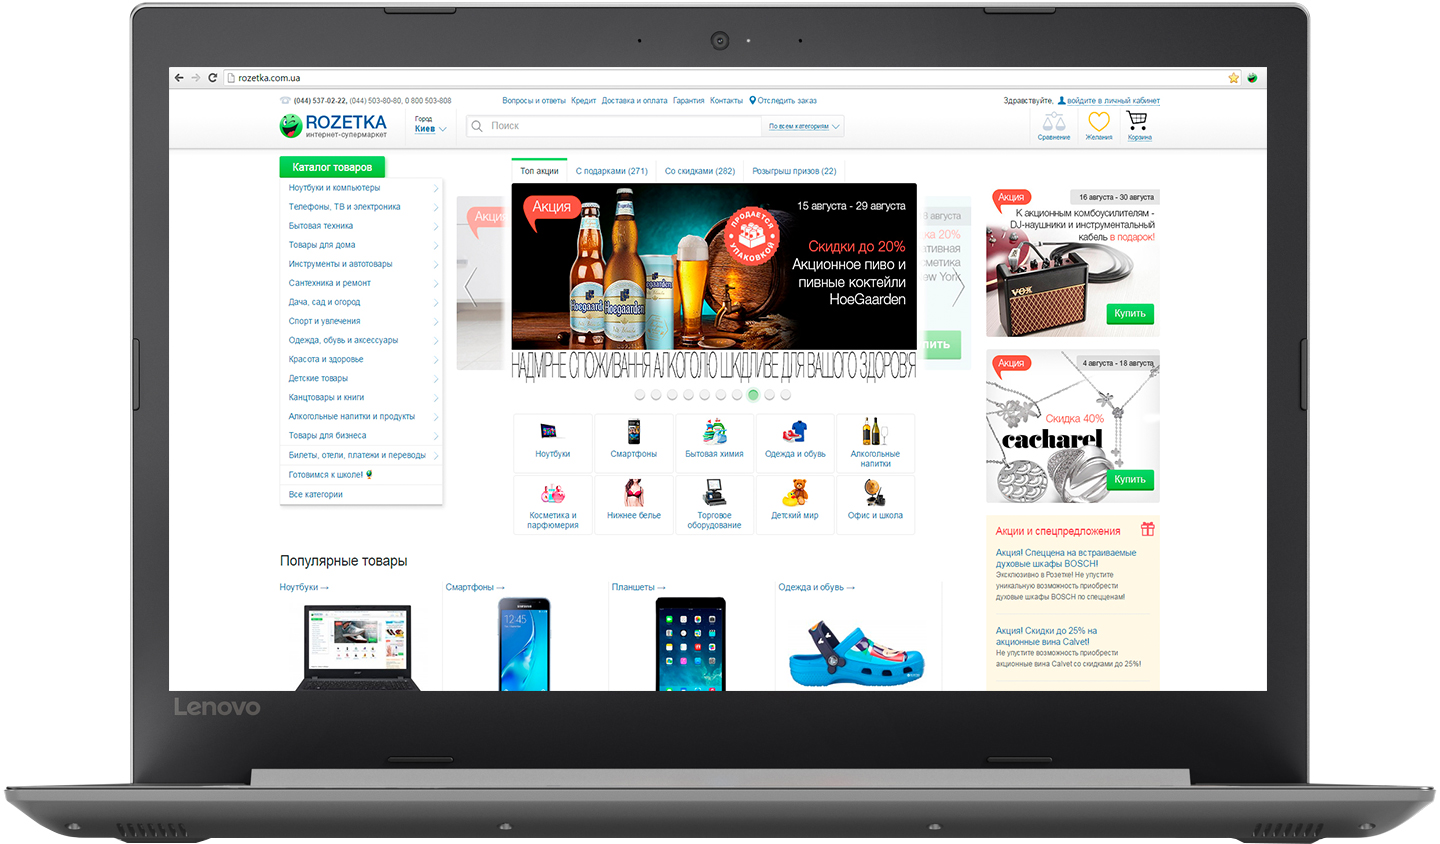 rozetka.com.ua
(044) 537-02-22, (044) 503-80-80, 0 800 503-808
Вопросы и ответы Кредит Доставка и оплата Гарантия Контакты Отследить заказ
Здравствуйте, войдите в личный кабинет
ROZETKA
интернет-супермаркет
Город
Киев
Поиск
По всем категориям
Сравнение
Желания
Корзина
Каталог товаров
Ноутбуки и компьютеры
Телефоны, ТВ и электроника
Бытовая техника
Товары для дома
Инструменты и автотовары
Сантехника и ремонт
Дача, сад и огород
Спорт и увлечения
Одежда, обувь и аксессуары
Красота и здоровье
Детские товары
Канцтовары и книги
Алкогольные напитки и продукты
Товары для бизнеса
Билеты, отели, платежи и переводы
Готовимся к школе!
Все категории
Топ акции
С подарками (271)
Со скидками (282)
Розыгрыш призов (22)
Акция
15 августа - 29 августа
ПРОДАЕТСЯ
УПАКОВКОЙ
Скидки до 20%
Акционное пиво и
пивные коктейли
HoeGaarden
Hoegaarden
НАДМІРНЕ СПОЖИВАННЯ АЛКОГОЛЮ ШКІДЛИВЕ ДЛЯ ВАШОГО ЗДОРОВ'Я
Ноутбуки
Смартфоны
Бытовая химия
Одежда и обувь
Алкогольные
напитки
Косметика и
парфюмерия
Нижнее белье
Торговое
оборудование
Детский мир
Офис и школа
Акция
16 августа - 30 августа
К акционным комбоусилителям -
DJ-наушники и инструментальный
кабель в подарок!
VOX
Купить
Акция
4 августа - 18 августа
Скидка 40%
cacharel
Купить
Акции и спецпредложения
Акция! Спеццена на встраиваемые
духовые шкафы BOSCH!
Эксклюзивно в Розетке! Не упустите
уникальную возможность приобрести
духовые шкафы BOSCH по спецценам!
Акция! Скидки до 25% на
акционные вина Calvet!
Не упустите возможность приобрести
акционные вина Calvet со скидками до 25%!
Популярные товары
Ноутбуки →
Смартфоны →
Планшеты →
Одежда и обувь →
12:45
Lenovo